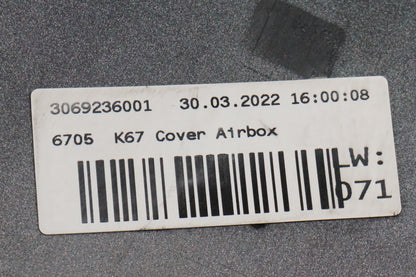 3069236001 30.03.2022 16:00:08
6705 K67 Cover Airbox
LW:
071